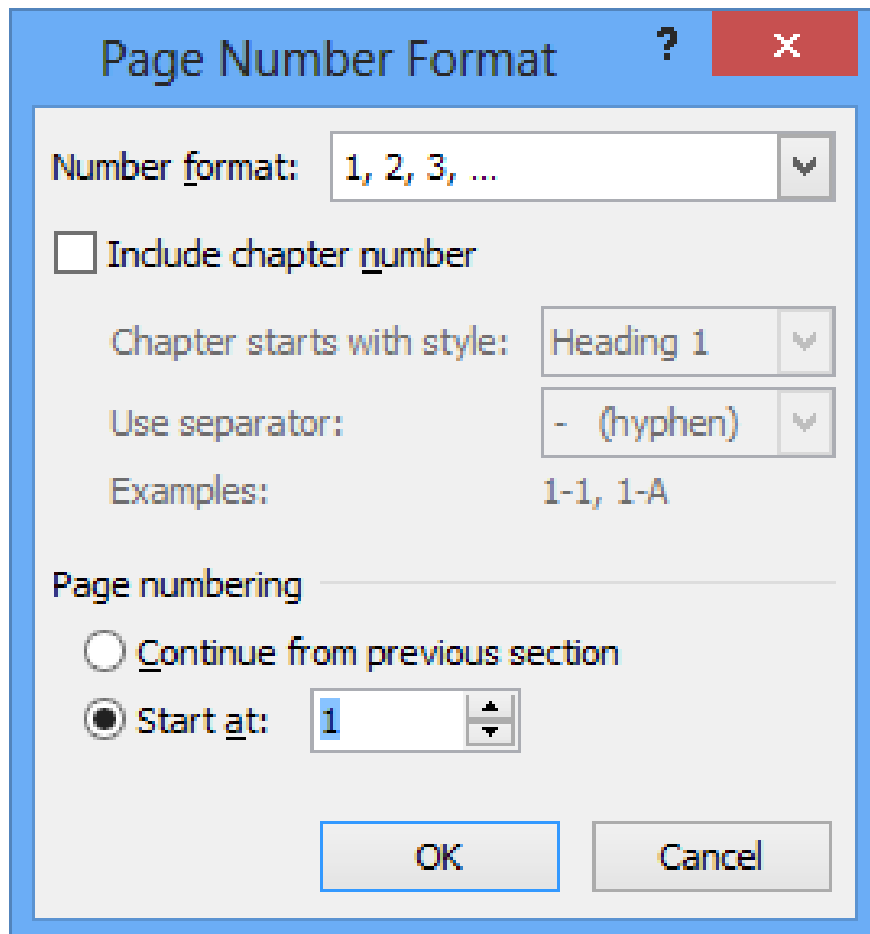 Page Number Format ? x
Number format: 1, 2, 3, ...
Include chapter number
Chapter starts with style: Heading 1
Use separator: - (hyphen)
Examples: 1-1, 1-A
Page numbering
Continue from previous section
Start at: 1
OK Cancel